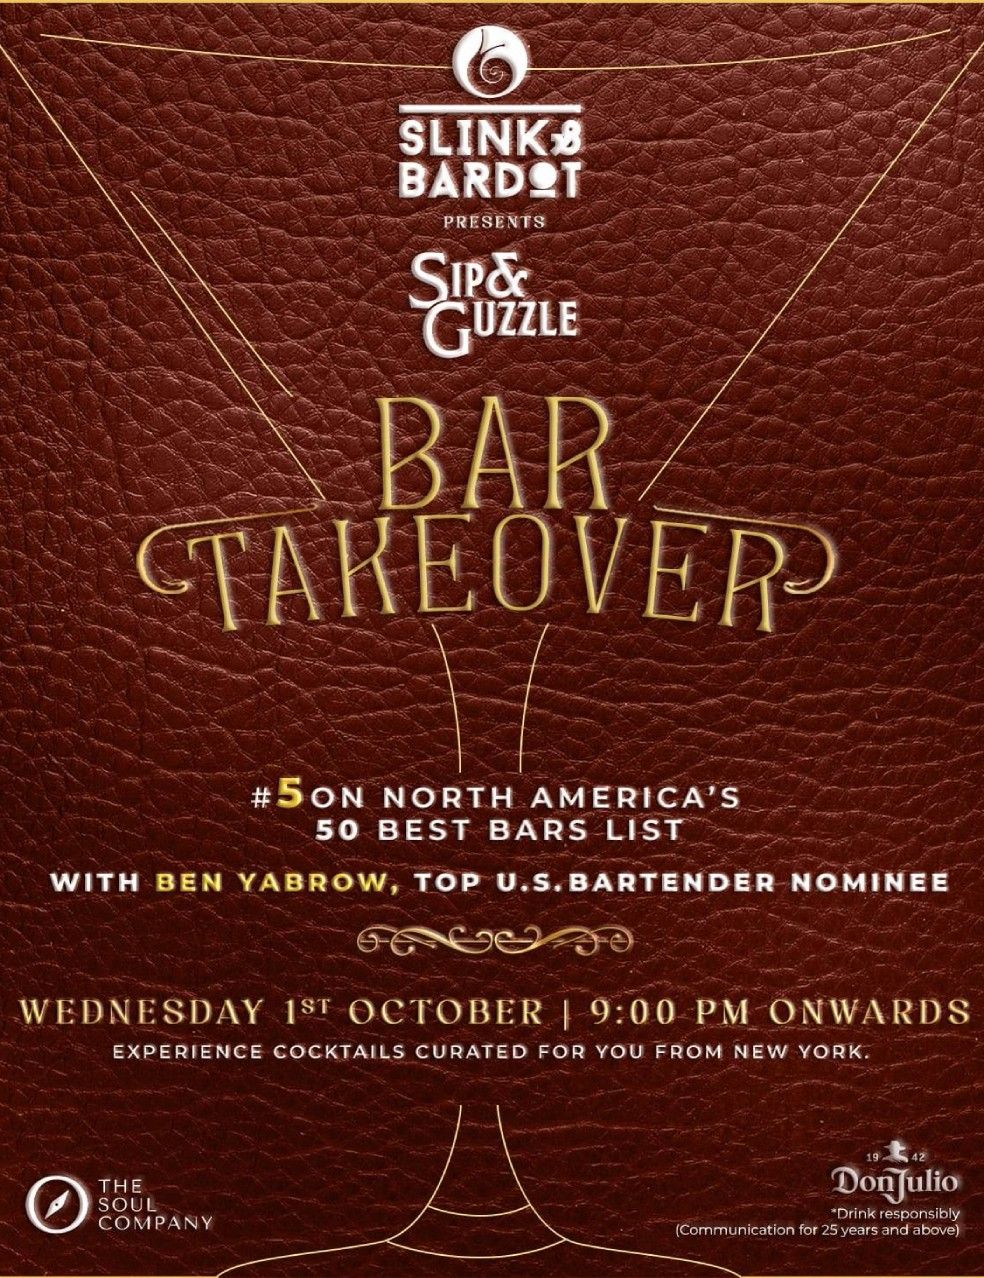 SLINK &
BARDOT
PRESENTS
SIP &
GUZZLE
BAR
TAKEOVER
#5 ON NORTH AMERICA'S
50 BEST BARS LIST
WITH BEN YABROW, TOP U.S. BARTENDER NOMINEE
WEDNESDAY 1ST OCTOBER | 9:00 PM ONWARDS
EXPERIENCE COCKTAILS CURATED FOR YOU FROM NEW YORK.
THE
SOUL
COMPANY
19 42
Don Julio
*Drink responsibly
(Communication for 25 years and above)